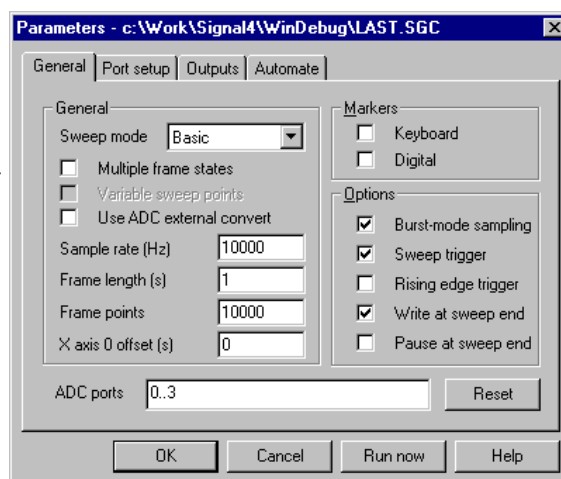 Parameters - c:\Work\Signal4\WinDebug\LAST.SGC
General Port setup Outputs Automate
General
Sweep mode Basic
Multiple frame states
Variable sweep points
Use ADC external convert
Sample rate (Hz) 10000
Frame length (s) 1
Frame points 10000
X axis 0 offset (s) 0
Markers
Keyboard
Digital
Options
Burst-mode sampling
Sweep trigger
Rising edge trigger
Write at sweep end
Pause at sweep end
ADC ports 0..3 Reset
OK Cancel Run now Help